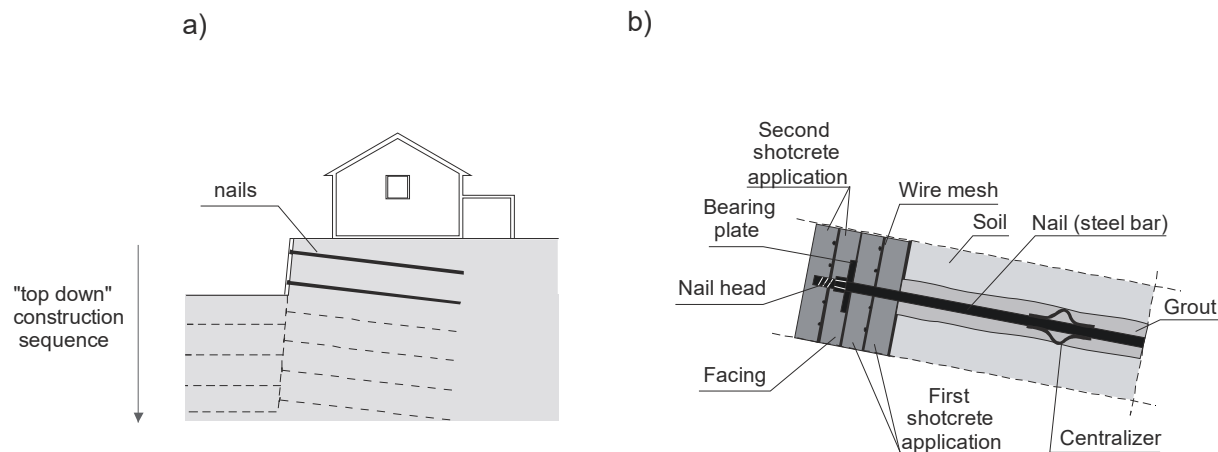 a)
nails
"top down"
construction
sequence
b)
Second
shotcrete
application
Wire mesh
Bearing
plate
Soil
Nail (steel bar)
Nail head
Grout
Facing
First
shotcrete
application
Centralizer